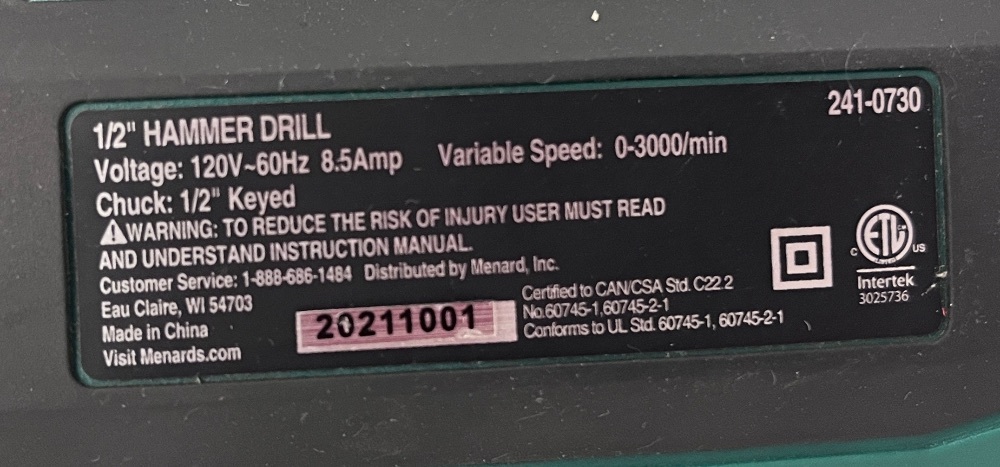 241-0730
1/2" HAMMER DRILL
Voltage: 120V~60Hz 8.5Amp Variable Speed: 0-3000/min
Chuck: 1/2" Keyed
⚠WARNING: TO REDUCE THE RISK OF INJURY USER MUST READ
AND UNDERSTAND INSTRUCTION MANUAL.
Customer Service: 1-888-686-1484 Distributed by Menard, Inc.
Eau Claire, WI 54703
Made in China
Visit Menards.com
20211001
Certified to CAN/CSA Std. C22 2
No.60745-1,60745-2-1
Conforms to UL Std. 60745-1, 60745-2-1
C ETL CM US
LISTED
Intertek
3025736